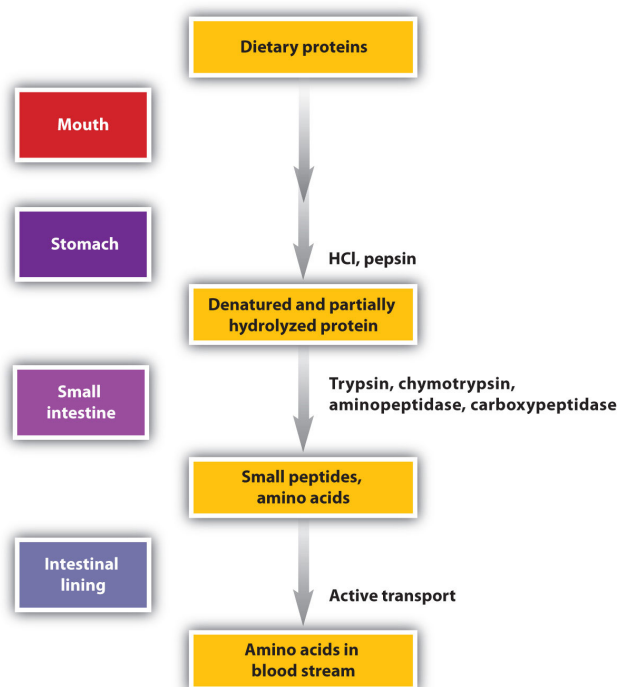 Dietary proteins
Mouth
Stomach
HCl, pepsin
Denatured and partially
hydrolyzed protein
Small
intestine
Trypsin, chymotrypsin,
aminopeptidase, carboxypeptidase
Small peptides,
amino acids
Intestinal
lining
Active transport
Amino acids in
blood stream